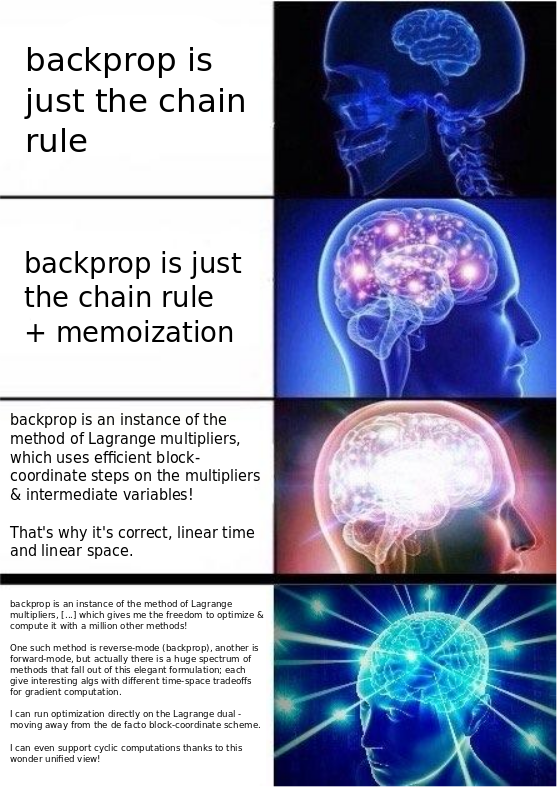 backprop is
just the chain
rule
backprop is just
the chain rule
+ memoization
backprop is an instance of the
method of Lagrange multipliers,
which uses efficient block-
coordinate steps on the multipliers
& intermediate variables!
That's why it's correct, linear time
and linear space.
backprop is an instance of the method of Lagrange
multipliers, [...] which gives me the freedom to optimize &
compute it with a million other methods!
One such method is reverse-mode (backprop), another is
forward-mode, but actually there is a huge spectrum of
methods that fall out of this elegant formulation; each
give interesting algs with different time-space tradeoffs
for gradient computation.
I can run optimization directly on the Lagrange dual -
moving away from the de facto block-coordinate scheme.
I can even support cyclic computations thanks to this
wonder unified view!